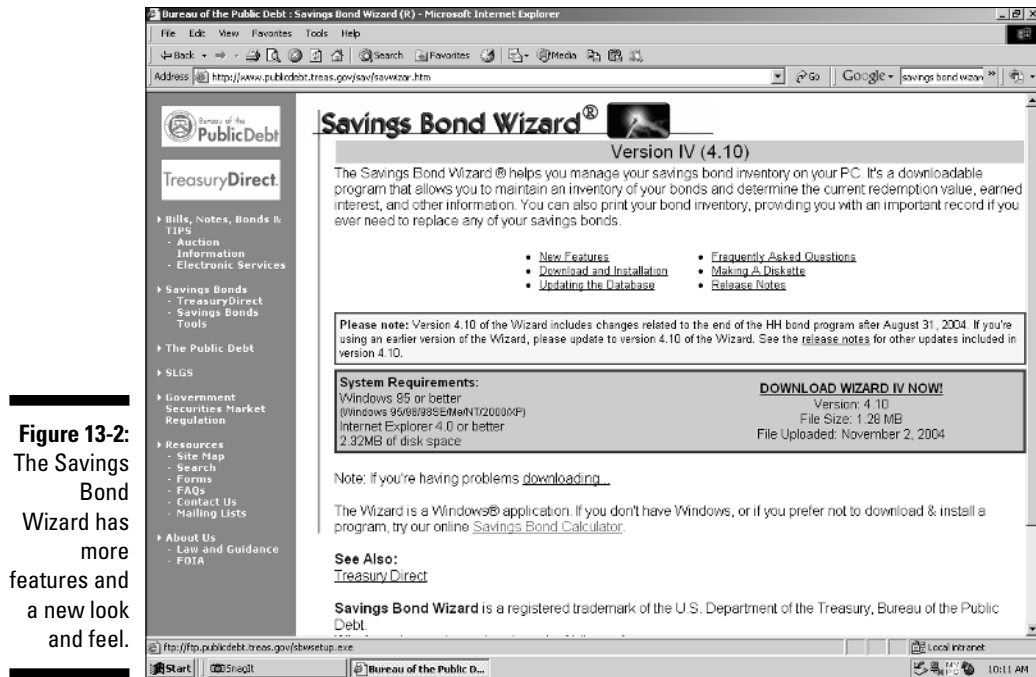 Bureau of the Public Debt : Savings Bond Wizard (R) - Microsoft Internet Explorer
File Edit View Favorites Tools Help
Back Search Favorites Media
Address http://www.publicdebt.treas.gov/sav/savwizar.htm Go Google savings bond wizar
Bureau of the
PublicDebt
TreasuryDirect.
Bills, Notes, Bonds &
TIPS
- Auction
Information
- Electronic Services
Savings Bonds
- TreasuryDirect
- Savings Bonds
Tools
The Public Debt
SLGS
Government
Securities Market
Regulation
Resources
- Site Map
- Search
- Forms
- FAQs
- Contact Us
- Mailing Lists
About Us
- Law and Guidance
- FOIA
Savings Bond Wizard®
Version IV (4.10)
The Savings Bond Wizard ® helps you manage your savings bond inventory on your PC. It's a downloadable
program that allows you to maintain an inventory of your bonds and determine the current redemption value, earned
interest, and other information. You can also print your bond inventory, providing you with an important record if you
ever need to replace any of your savings bonds.
• New Features
• Download and Installation
• Updating the Database
• Frequently Asked Questions
• Making A Diskette
• Release Notes
Please note: Version 4.10 of the Wizard includes changes related to the end of the HH bond program after August 31, 2004. If you're
using an earlier version of the Wizard, please update to version 4.10 of the Wizard. See the release notes for other updates included in
version 4.10.
System Requirements:
Windows 95 or better
(Windows 95/98/98SE/Me/NT/2000/XP)
Internet Explorer 4.0 or better
2.32MB of disk space
DOWNLOAD WIZARD IV NOW!
Version: 4.10
File Size: 1.28 MB
File Uploaded: November 2, 2004
Note: If you're having problems downloading...
The Wizard is a Windows® application. If you don't have Windows, or if you prefer not to download & install a
program, try our online Savings Bond Calculator.
See Also:
Treasury Direct
Savings Bond Wizard is a registered trademark of the U.S. Department of the Treasury, Bureau of the Public
Debt.
ftp://ftp.publicdebt.treas.gov/sbwsetup.exe Local intranet
Start SnagIt Bureau of the Public D... 10:11 AM
Figure 13-2:
The Savings
Bond
Wizard has
more
features and
a new look
and feel.